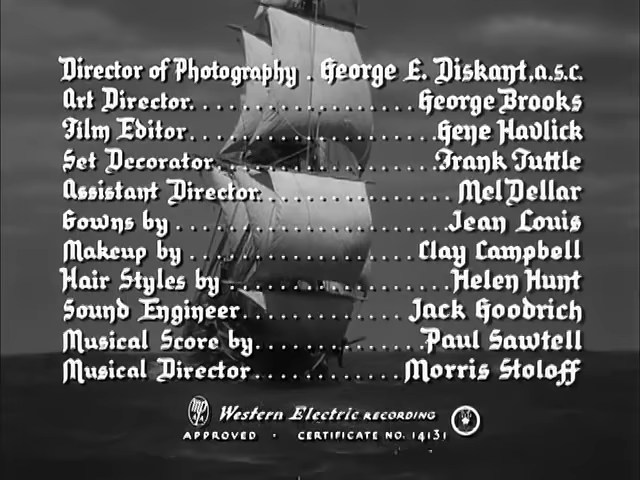 Director of Photography . George E. Diskant, A.S.C.
Art Director. . . . . . . . . . . . . . . . . . George Brooks
Film Editor . . . . . . . . . . . . . . . . . . . Gene Havlick
Set Decorator. . . . . . . . . . . . . . . . . Frank Tuttle
Assistant Director. . . . . . . . . . . . . . . Mel Dellar
Gowns by . . . . . . . . . . . . . . . . . . . . . Jean Louis
Makeup by . . . . . . . . . . . . . . . . . . Clay Campbell
Hair Styles by . . . . . . . . . . . . . . . . . Helen Hunt
Sound Engineer. . . . . . . . . . . . Jack Goodrich
Musical Score by. . . . . . . . . . . . . Paul Sawtell
Musical Director. . . . . . . . . . . . Morris Stoloff
Western Electric RECORDING
APPROVED · CERTIFICATE NO. 14131